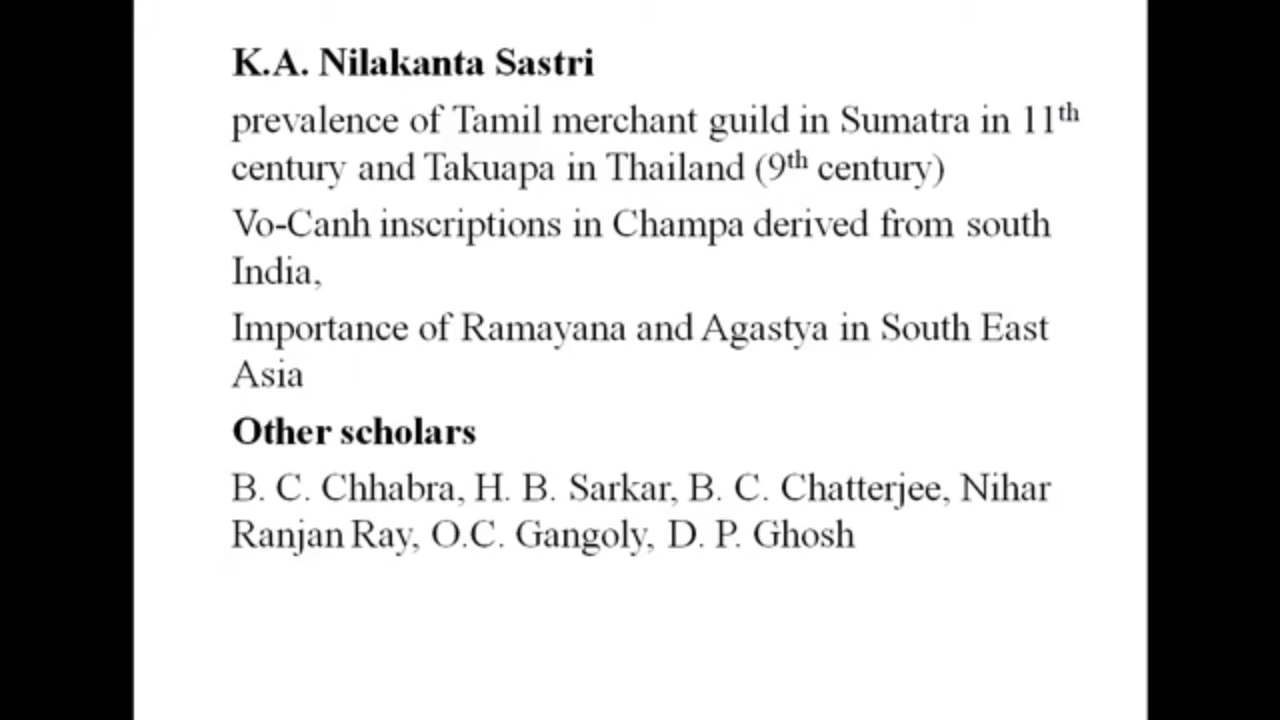 K.A. Nilakanta Sastri
prevalence of Tamil merchant guild in Sumatra in 11th
century and Takuapa in Thailand (9th century)
Vo-Canh inscriptions in Champa derived from south
India,
Importance of Ramayana and Agastya in South East
Asia
Other scholars
B. C. Chhabra, H. B. Sarkar, B. C. Chatterjee, Nihar
Ranjan Ray, O.C. Gangoly, D. P. Ghosh